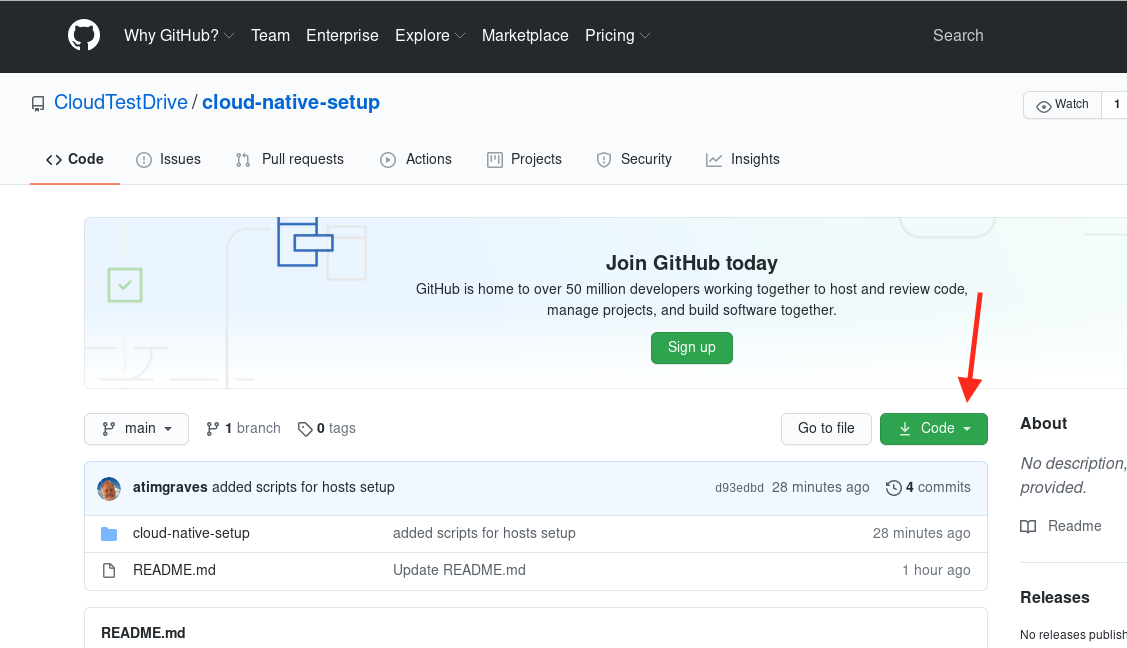 Why GitHub? Team Enterprise Explore Marketplace Pricing Search
CloudTestDrive / cloud-native-setup
Watch 1
Code Issues Pull requests Actions Projects Security Insights
Join GitHub today
GitHub is home to over 50 million developers working together to host and review code,
manage projects, and build software together.
Sign up
main 1 branch 0 tags Go to file Code
About
No description,
provided.
atimgraves added scripts for hosts setup d93edbd 28 minutes ago 4 commits
cloud-native-setup added scripts for hosts setup 28 minutes ago
Readme
README.md Update README.md 1 hour ago
Releases
No releases publish
README.md